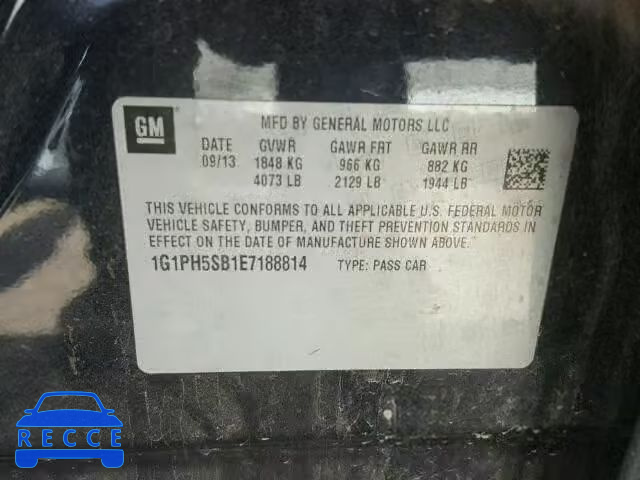 GM
MFD BY GENERAL MOTORS LLC
DATE GVWR GAWR FRT GAWR RR
09/13 1848 KG 966 KG 882 KG
4073 LB 2129 LB 1944 LB
THIS VEHICLE CONFORMS TO ALL APPLICABLE U.S. FEDERAL MOTOR
VEHICLE SAFETY, BUMPER, AND THEFT PREVENTION STANDARDS IN
EFFECT ON THE DATE OF MANUFACTURE SHOWN ABOVE.
1G1PH5SB1E7188814 TYPE: PASS CAR
RECCE